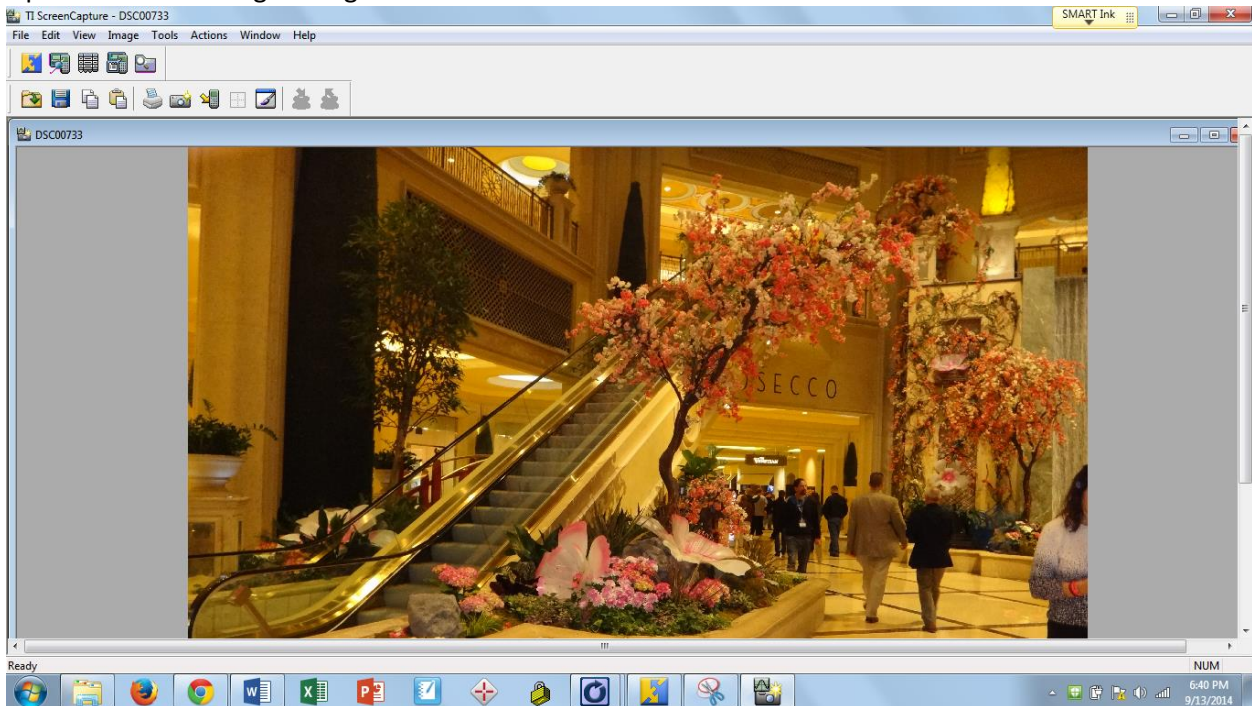 TI ScreenCapture - DSC00733
SMART Ink
File Edit View Image Tools Actions Window Help
DSC00733
SECCO
Ready
NUM
6:40 PM
9/13/2014